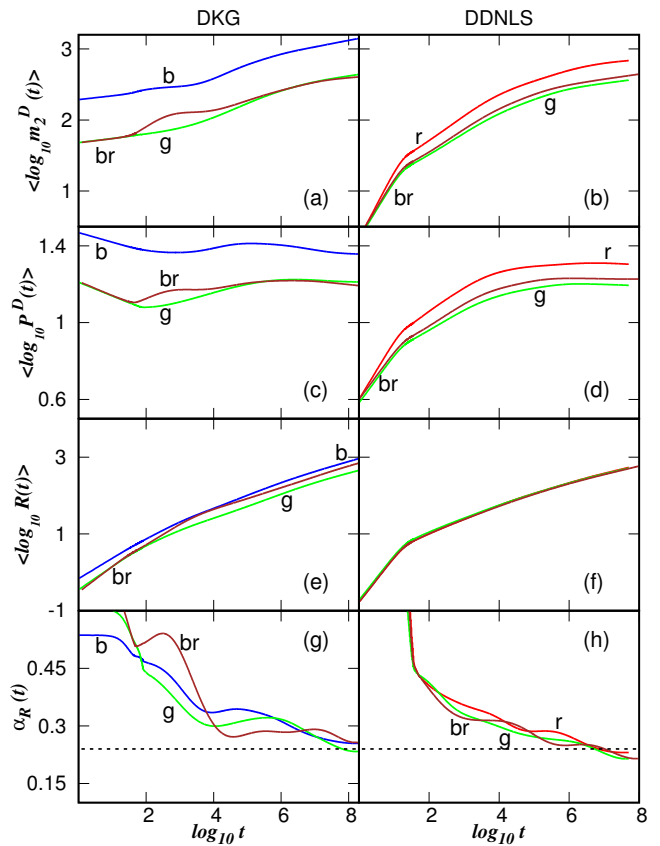 DKG
DDNLS
3
2
1
<log₁₀ m₂ᴰ(t)>
b
br
g
(a)
r
br
g
(b)
1.4
1
0.6
<log₁₀ Pᴰ(t)>
b
br
g
(c)
r
br
g
(d)
3
1
-1
<log₁₀ R(t)>
b
g
br
(e)
(f)
0.45
0.3
0.15
α_R (t)
b
br
g
(g)
br
g
r
(h)
2 4 6 8
2 4 6 8
log₁₀ t
log₁₀ t